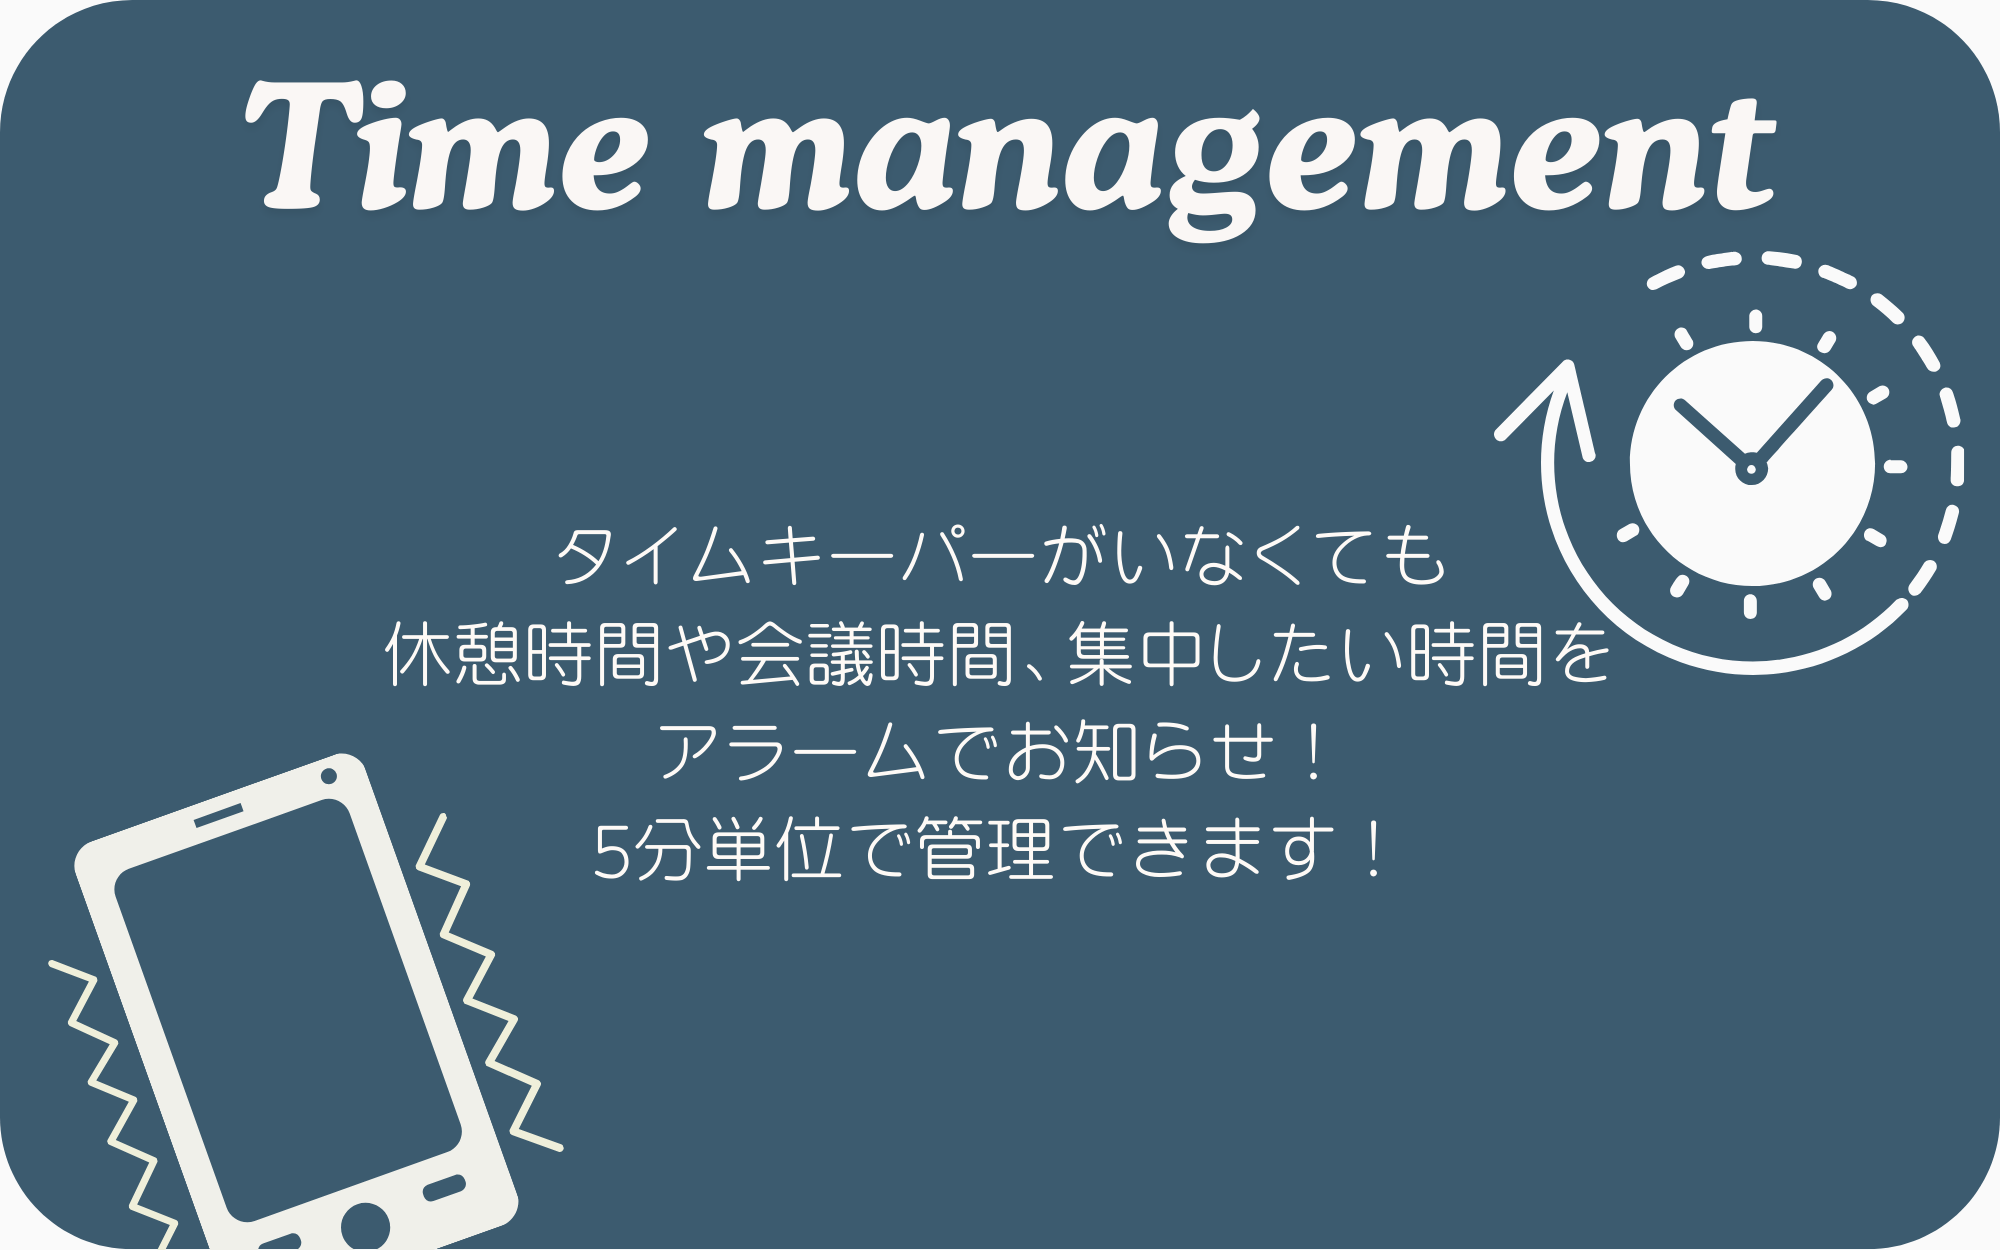 Time management
タイムキーパーがいなくても
休憩時間や会議時間、集中したい時間を
アラームでお知らせ！
5分単位で管理できます！